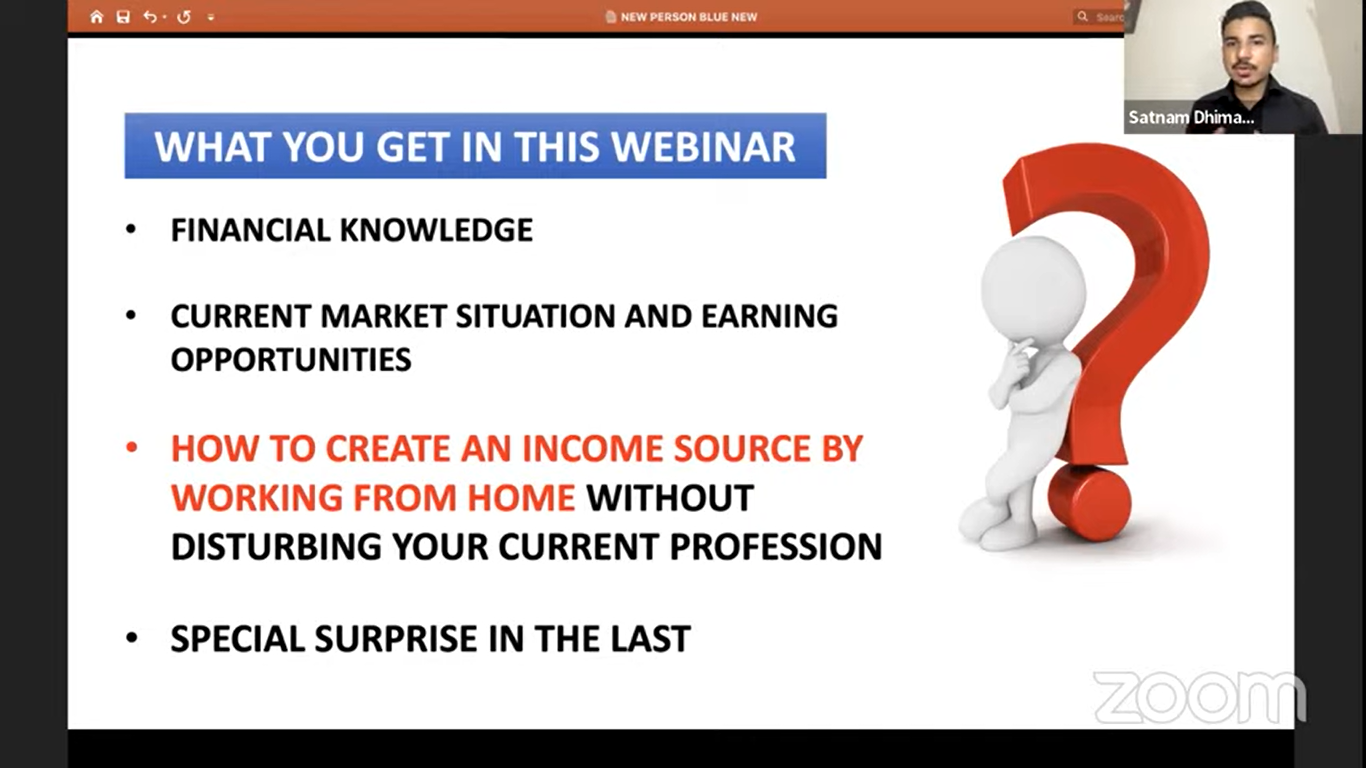 NEW PERSON BLUE NEW
Searc
Satnam Dhima...
WHAT YOU GET IN THIS WEBINAR
• FINANCIAL KNOWLEDGE
• CURRENT MARKET SITUATION AND EARNING
OPPORTUNITIES
• HOW TO CREATE AN INCOME SOURCE BY
WORKING FROM HOME WITHOUT
DISTURBING YOUR CURRENT PROFESSION
• SPECIAL SURPRISE IN THE LAST
zoom